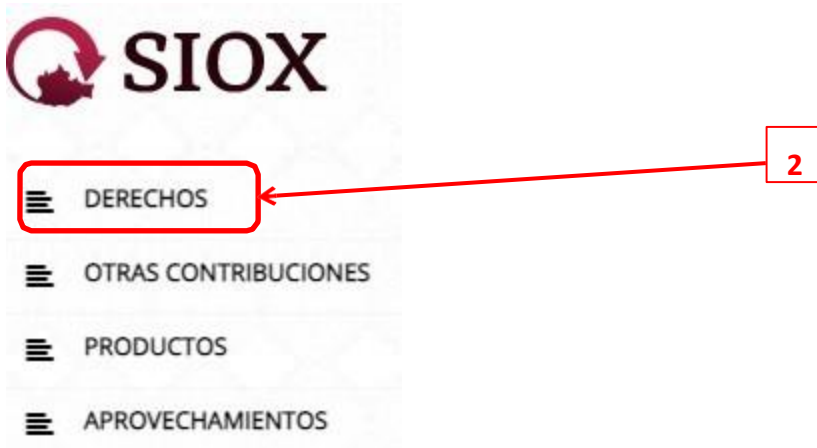 SIOX
DERECHOS
2
OTRAS CONTRIBUCIONES
PRODUCTOS
APROVECHAMIENTOS